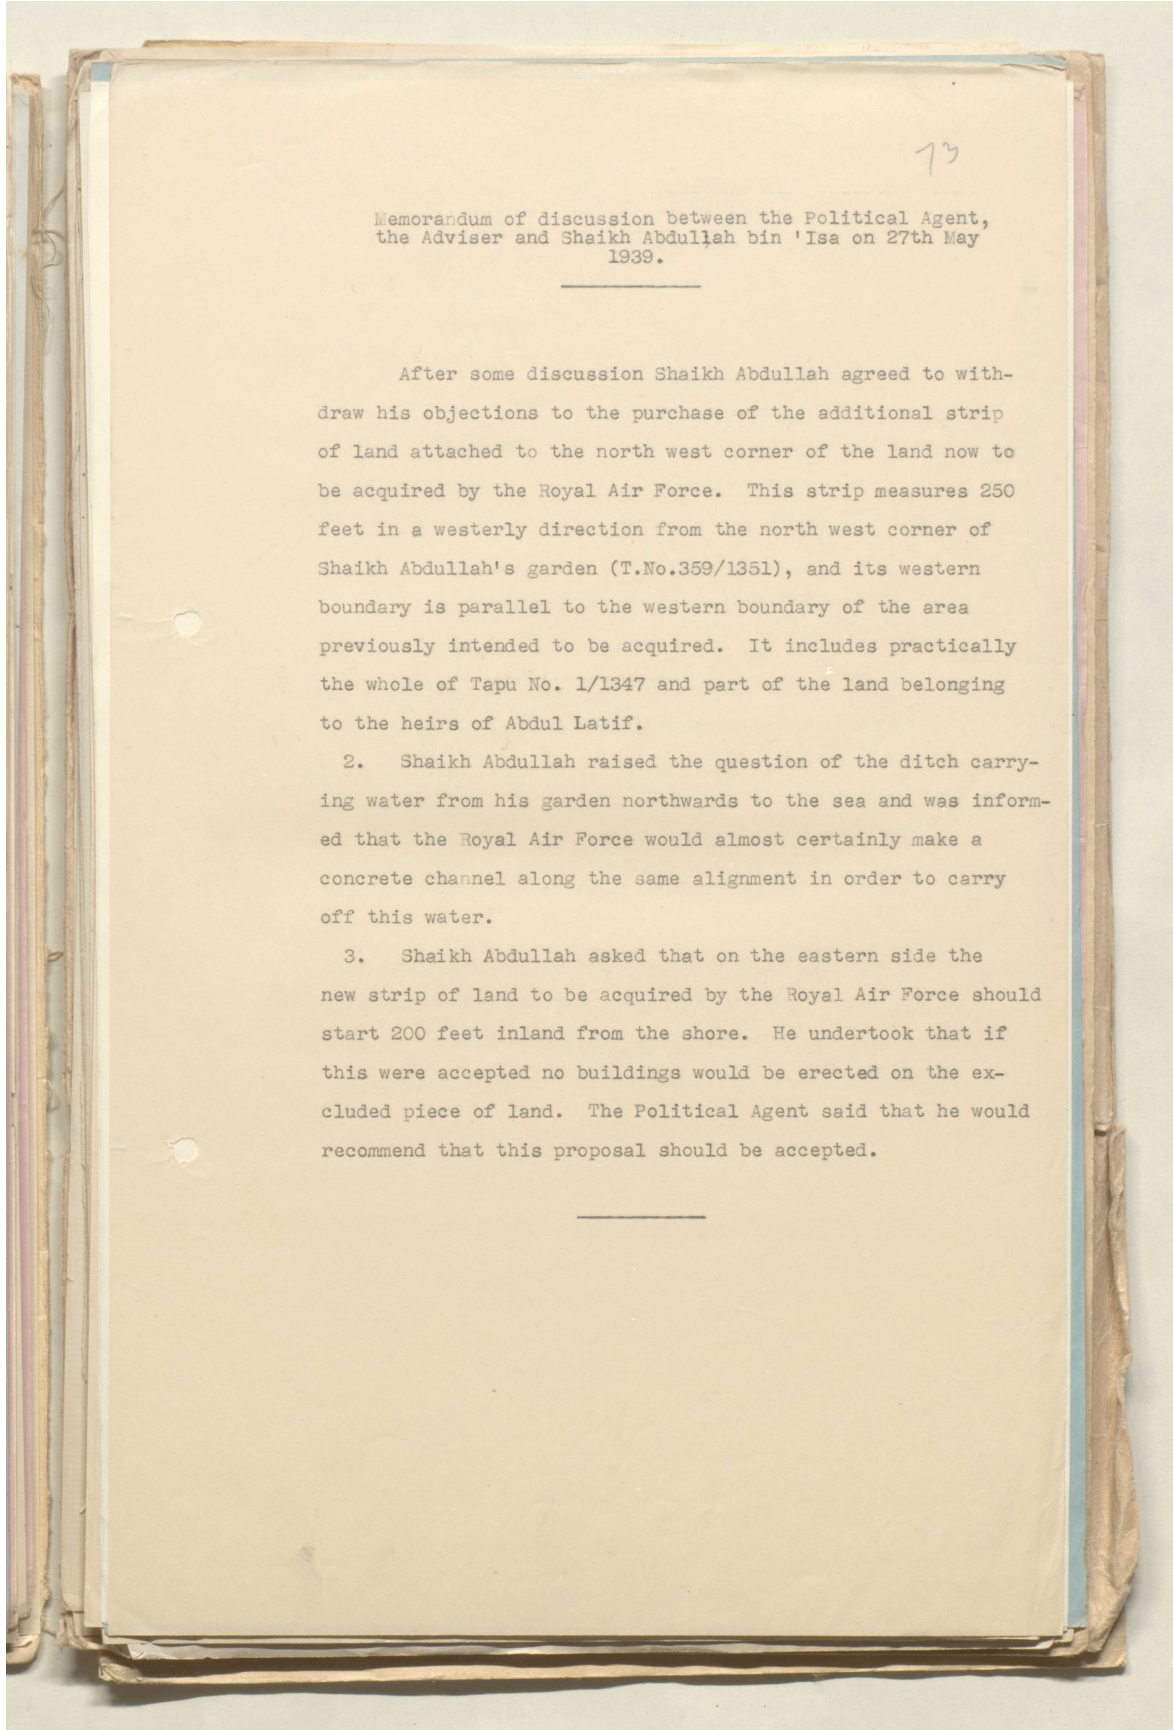 73
Memorandum of discussion between the Political Agent,
the Adviser and Shaikh Abdullah bin 'Isa on 27th May
1939.
After some discussion Shaikh Abdullah agreed to with-
draw his objections to the purchase of the additional strip
of land attached to the north west corner of the land now to
be acquired by the Royal Air Force. This strip measures 250
feet in a westerly direction from the north west corner of
Shaikh Abdullah's garden (T.No.359/1351), and its western
boundary is parallel to the western boundary of the area
previously intended to be acquired. It includes practically
the whole of Tapu No. 1/1347 and part of the land belonging
to the heirs of Abdul Latif.
2. Shaikh Abdullah raised the question of the ditch carry-
ing water from his garden northwards to the sea and was inform-
ed that the Royal Air Force would almost certainly make a
concrete channel along the same alignment in order to carry
off this water.
3. Shaikh Abdullah asked that on the eastern side the
new strip of land to be acquired by the Royal Air Force should
start 200 feet inland from the shore. He undertook that if
this were accepted no buildings would be erected on the ex-
cluded piece of land. The Political Agent said that he would
recommend that this proposal should be accepted.